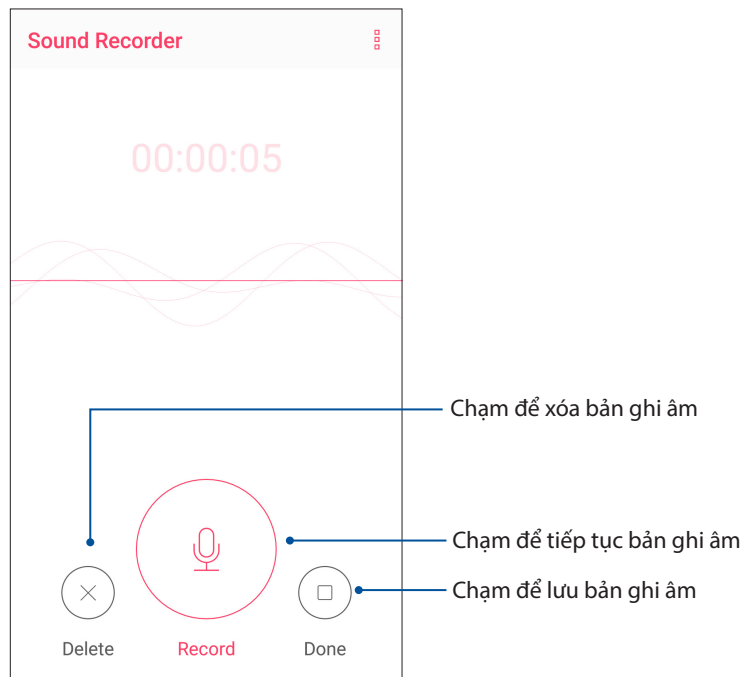 Sound Recorder
00:00:05
Chạm để xóa bản ghi âm
Chạm để tiếp tục bản ghi âm
Chạm để lưu bản ghi âm
Delete Record Done